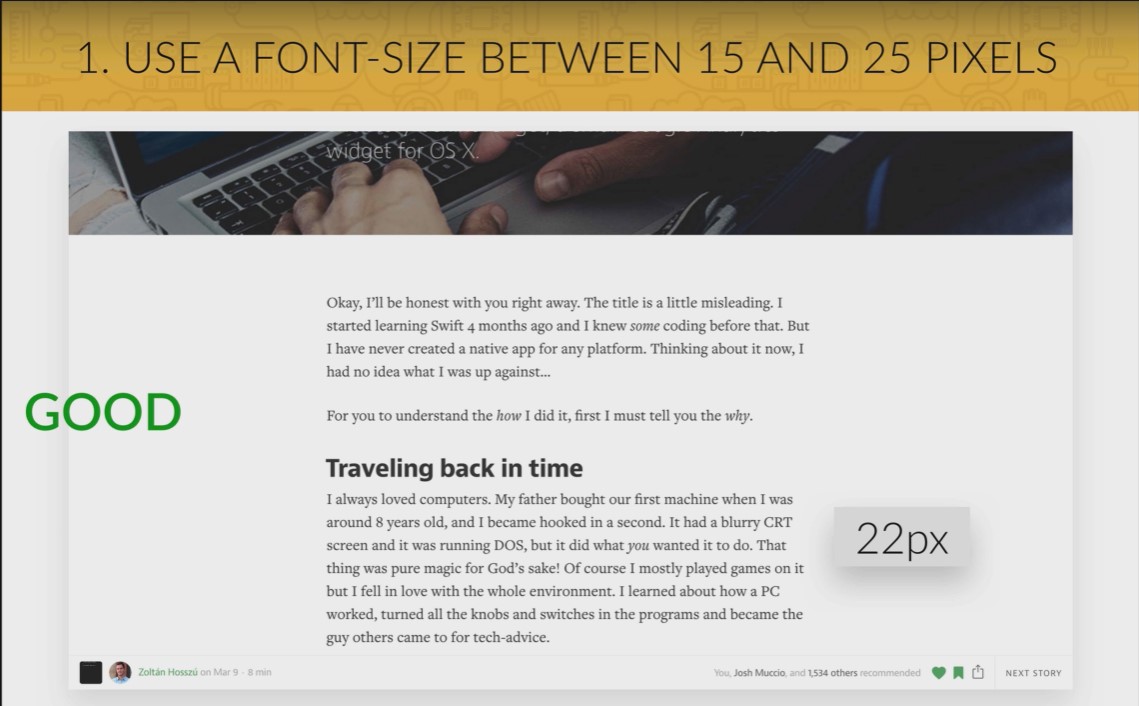 1. USE A FONT-SIZE BETWEEN 15 AND 25 PIXELS
widget for OS X.
Okay, I’ll be honest with you right away. The title is a little misleading. I
started learning Swift 4 months ago and I knew some coding before that. But
I have never created a native app for any platform. Thinking about it now, I
had no idea what I was up against…
GOOD
For you to understand the how I did it, first I must tell you the why.
Traveling back in time
I always loved computers. My father bought our first machine when I was
around 8 years old, and I became hooked in a second. It had a blurry CRT
screen and it was running DOS, but it did what you wanted it to do. That
22px
thing was pure magic for God’s sake! Of course I mostly played games on it
but I fell in love with the whole environment. I learned about how a PC
worked, turned all the knobs and switches in the programs and became the
guy others came to for tech-advice.
Zoltán Hosszú on Mar 9 · 8 min
You, Josh Muccio, and 1,534 others recommended
NEXT STORY